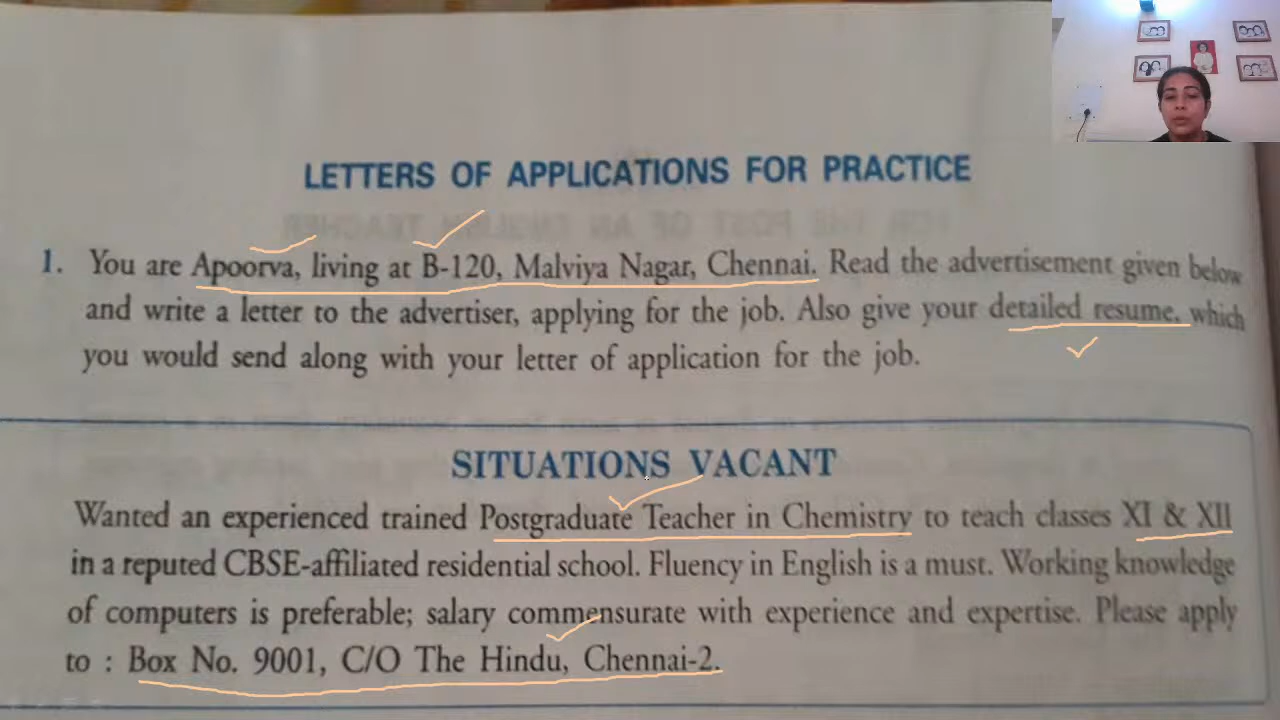 LETTERS OF APPLICATIONS FOR PRACTICE
1. You are Apoorva, living at B-120, Malviya Nagar, Chennai. Read the advertisement given below
and write a letter to the advertiser, applying for the job. Also give your detailed resume, which
you would send along with your letter of application for the job.
SITUATIONS VACANT
Wanted an experienced trained Postgraduate Teacher in Chemistry to teach classes XI & XII
in a reputed CBSE-affiliated residential school. Fluency in English is a must. Working knowledge
of computers is preferable; salary commensurate with experience and expertise. Please apply
to : Box No. 9001, C/O The Hindu, Chennai-2.